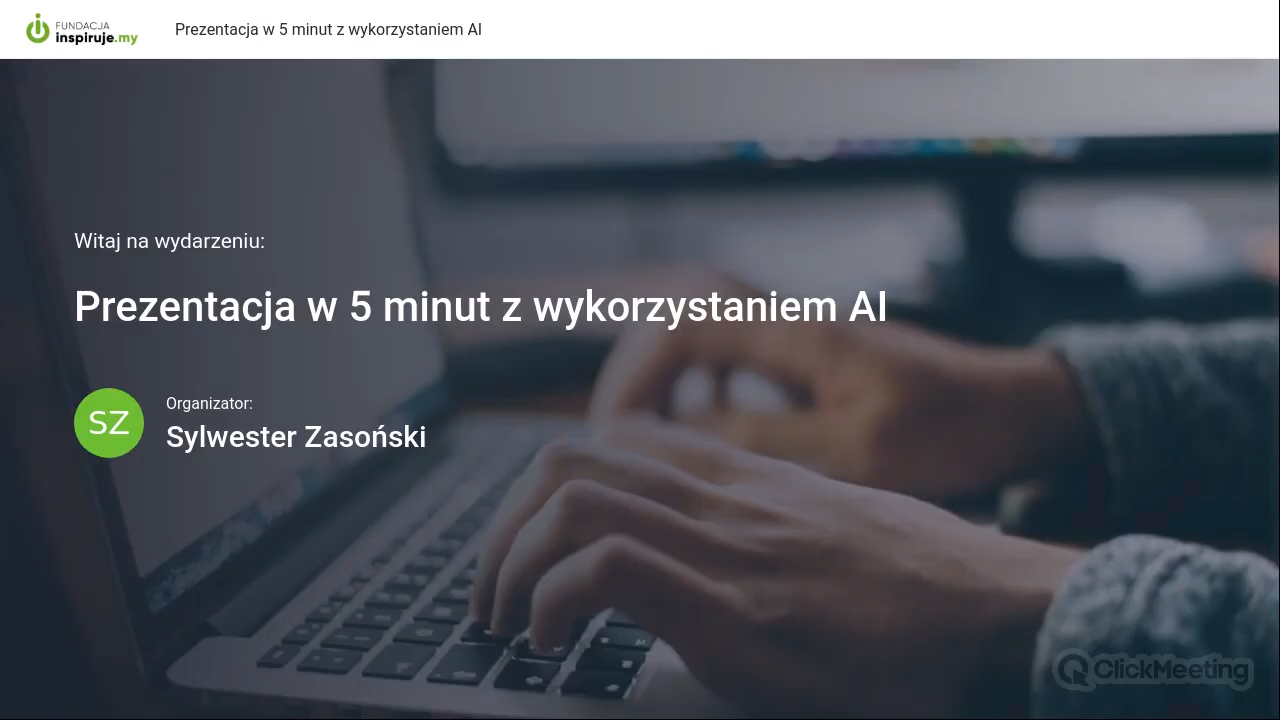 FUNDACJA
inspiruje.my
Prezentacja w 5 minut z wykorzystaniem AI
Witaj na wydarzeniu:
Prezentacja w 5 minut z wykorzystaniem AI
SZ
Organizator:
Sylwester Zasoński
ClickMeeting